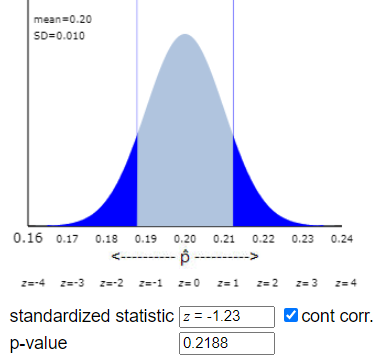 mean=0.20
SD=0.010
0.16 0.17 0.18 0.19 0.20 0.21 0.22 0.23 0.24
<----------- p̂ ----------->
z=-4 z=-3 z=-2 z=-1 z= 0 z= 1 z= 2 z= 3 z= 4
standardized statistic z = -1.23 cont corr.
p-value 0.2188